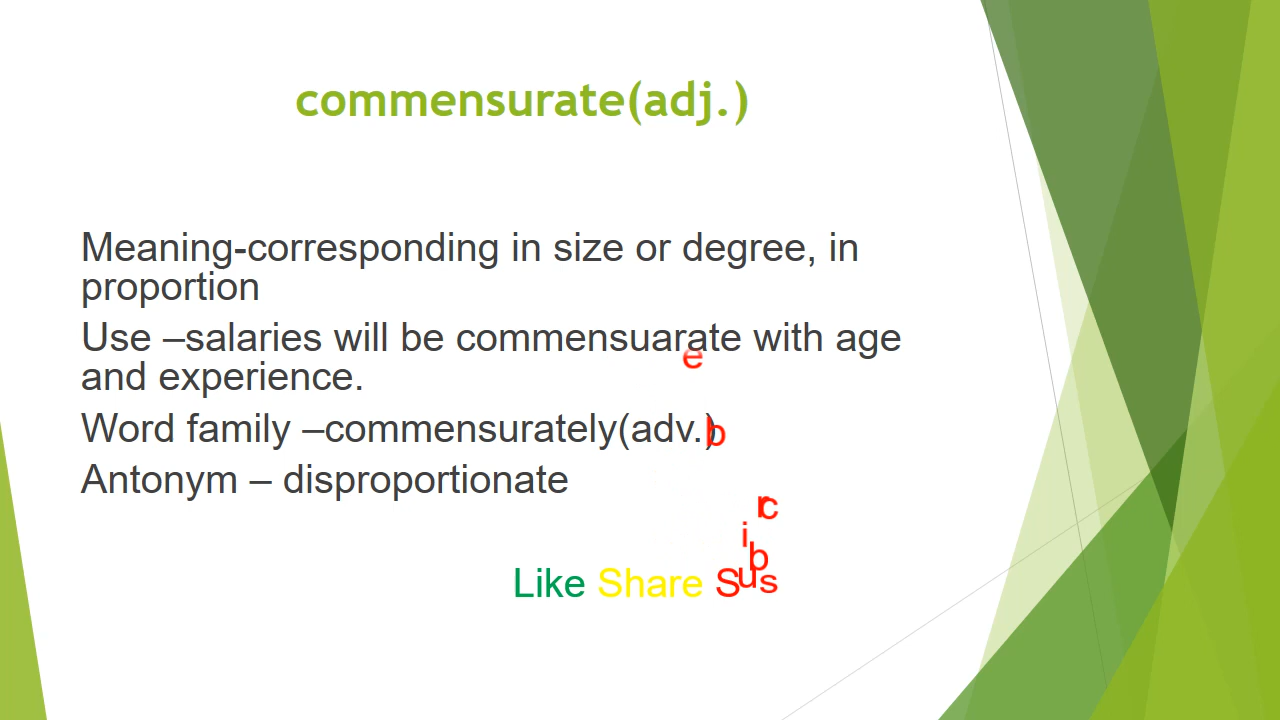 commensurate(adj.)
Meaning-corresponding in size or degree, in
proportion
Use –salaries will be commensuarate with age
and experience.
Word family –commensurately(adv.)
Antonym – disproportionate
e
b
r c
i
b
Like Share Sus